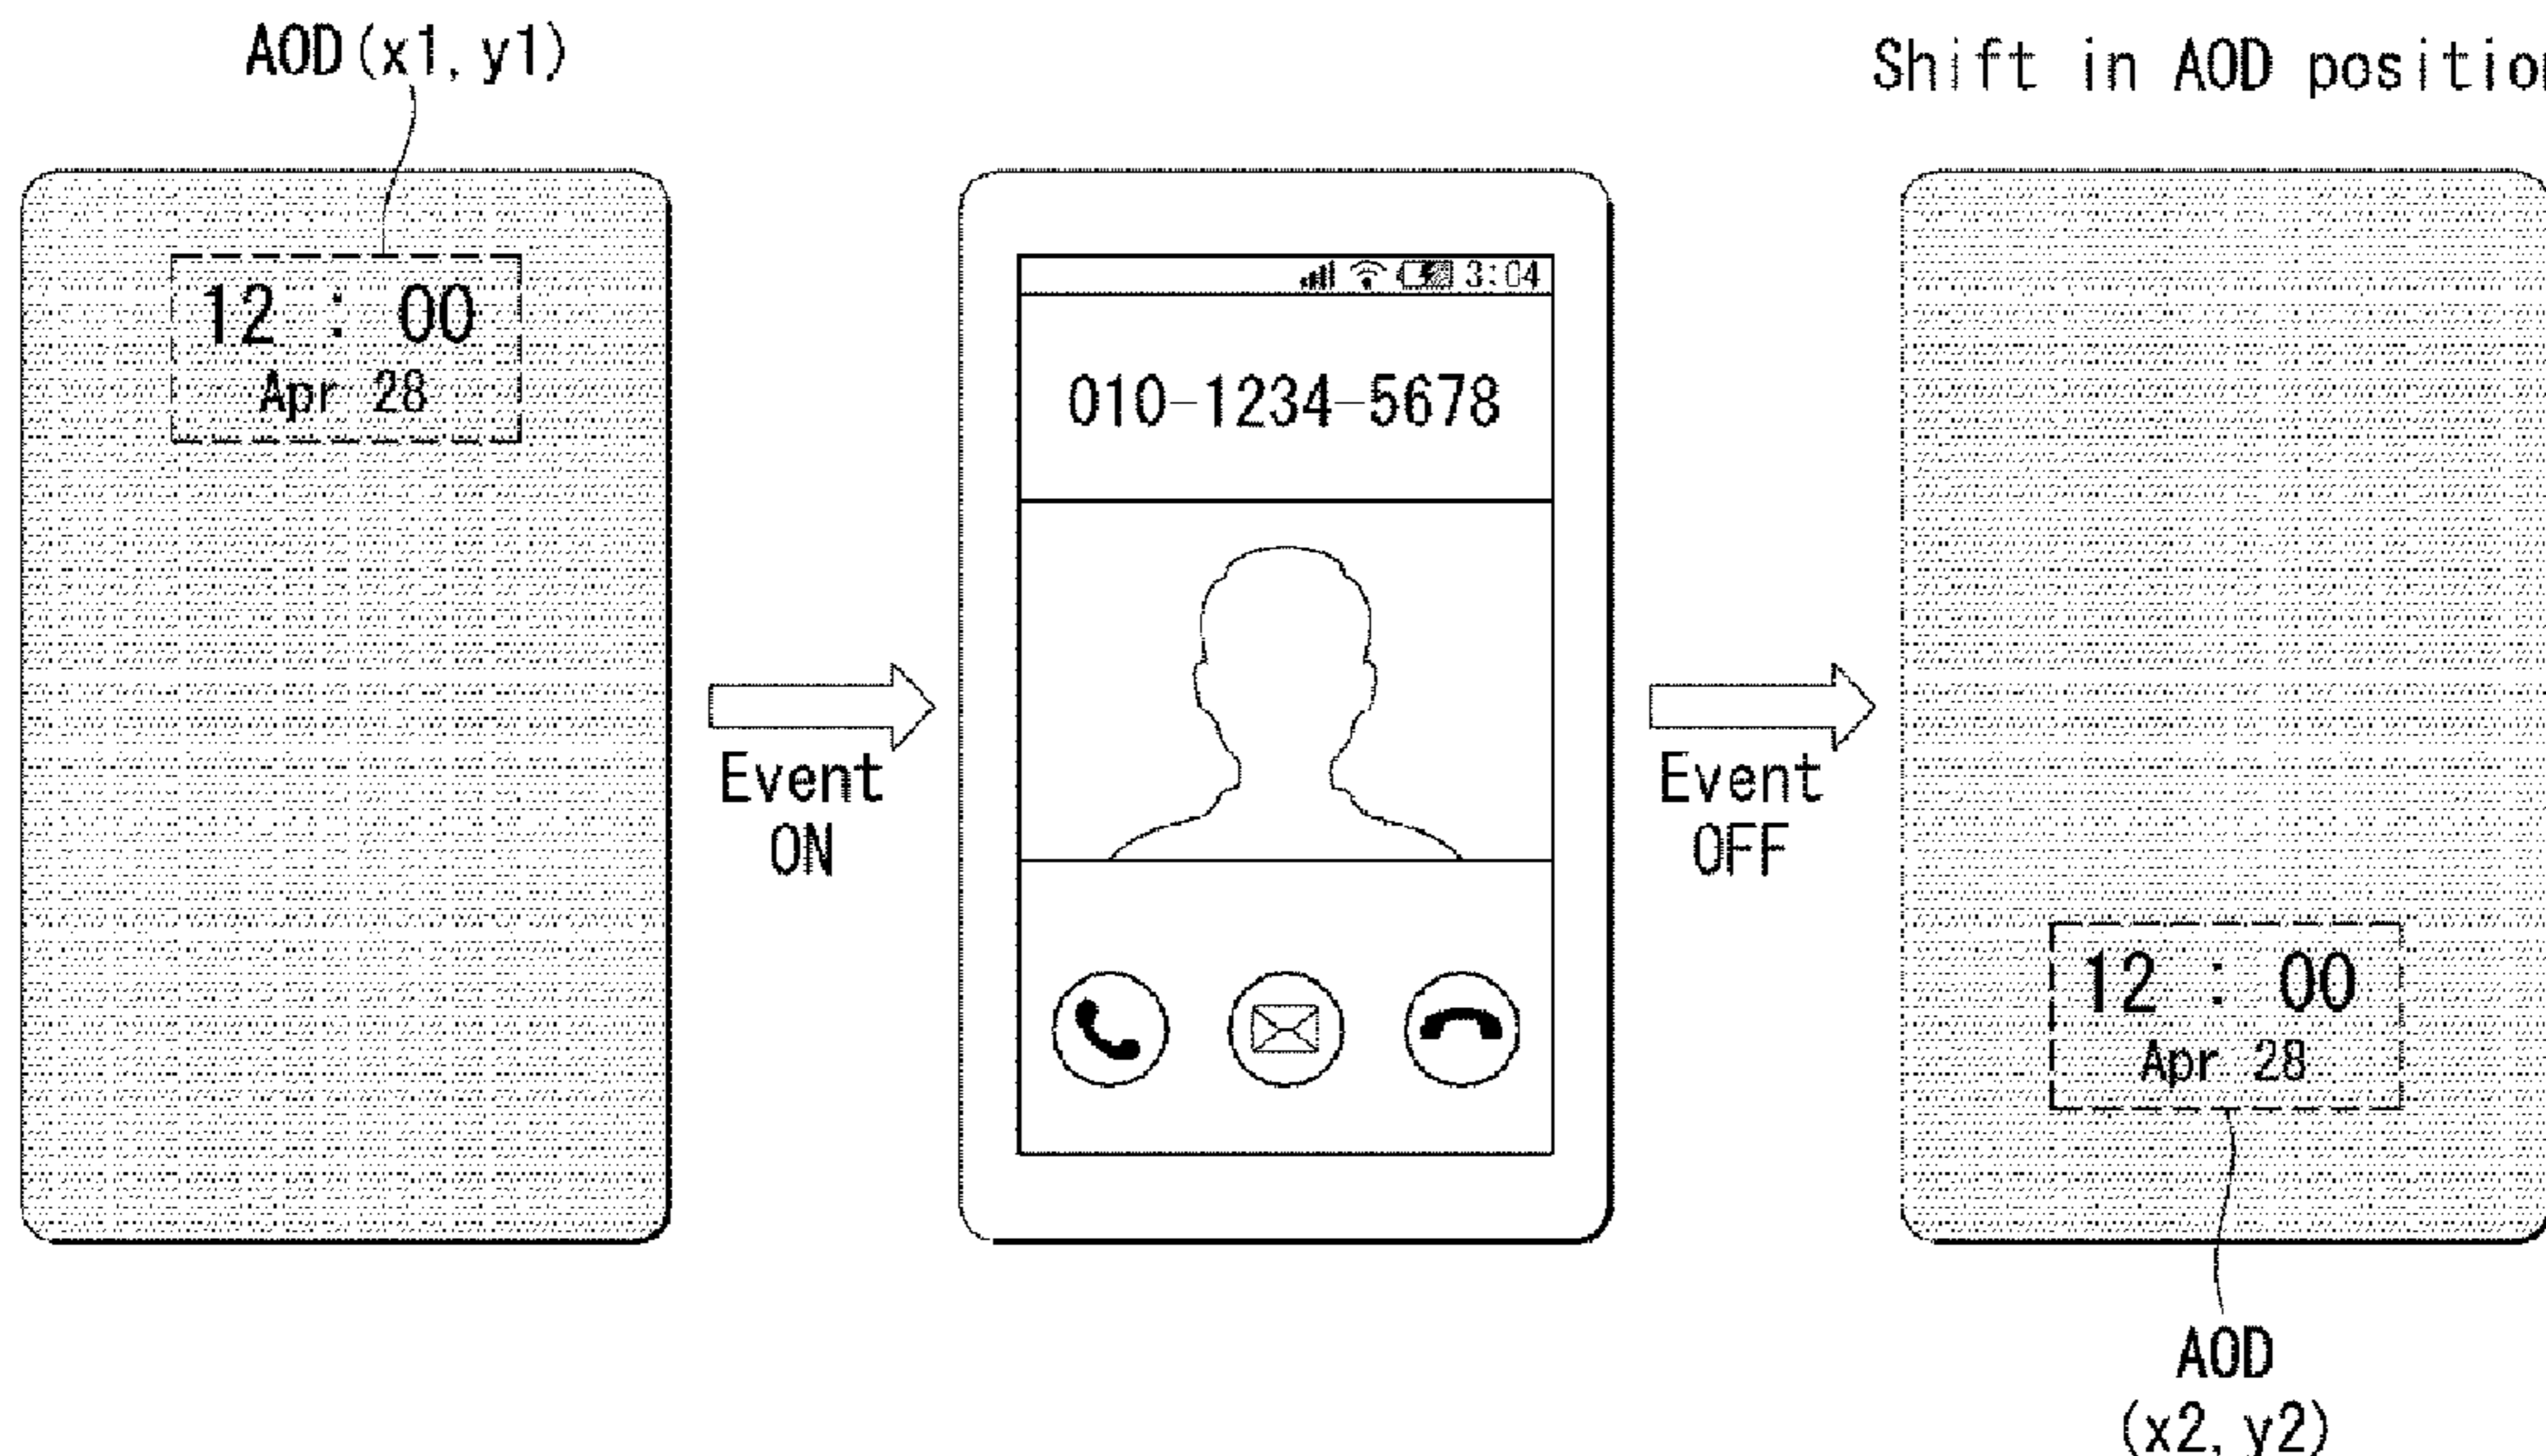 AOD(x1, y1)
12 : 00
Apr 28
Event
ON
3:04
010-1234-5678
Event
OFF
Shift in AOD position
12 : 00
Apr 28
AOD
(x2, y2)